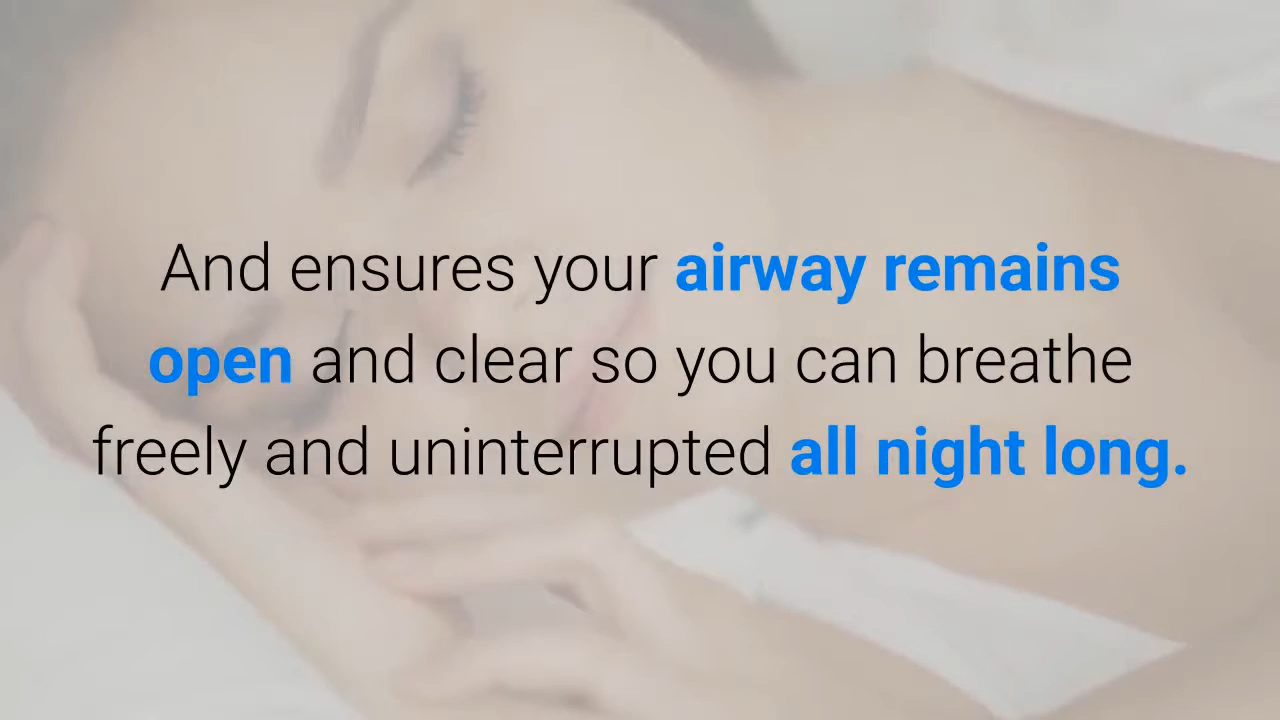 And ensures your airway remains
open and clear so you can breathe
freely and uninterrupted all night long.